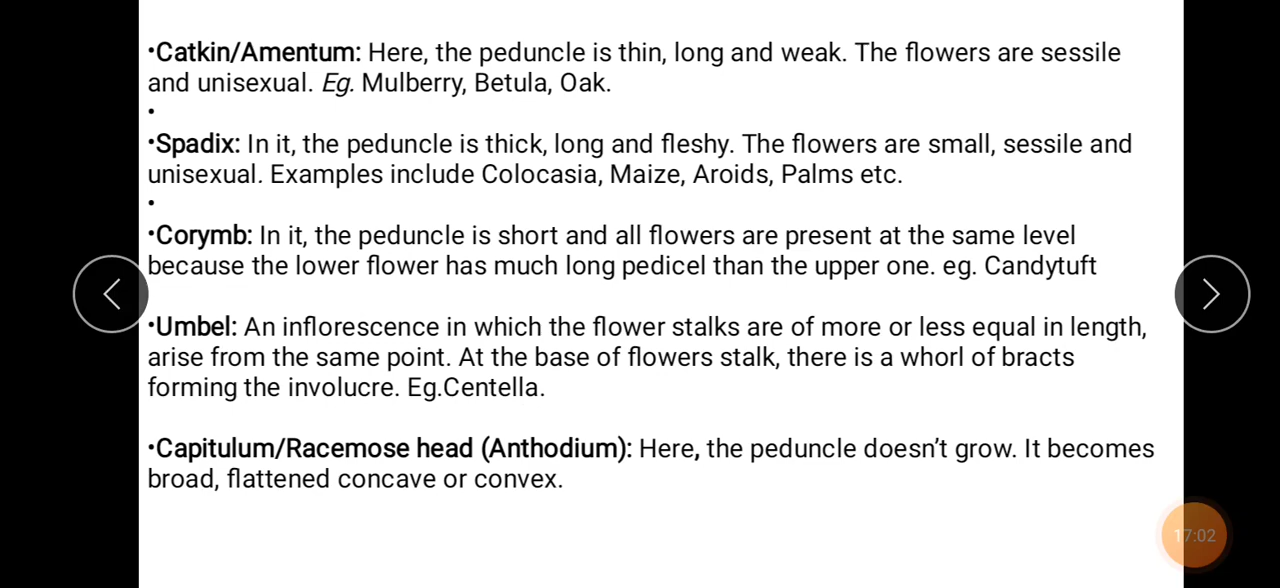 •Catkin/Amentum: Here, the peduncle is thin, long and weak. The flowers are sessile
and unisexual. Eg. Mulberry, Betula, Oak.
•
•Spadix: In it, the peduncle is thick, long and fleshy. The flowers are small, sessile and
unisexual. Examples include Colocasia, Maize, Aroids, Palms etc.
•
•Corymb: In it, the peduncle is short and all flowers are present at the same level
because the lower flower has much long pedicel than the upper one. eg. Candytuft
•Umbel: An inflorescence in which the flower stalks are of more or less equal in length,
arise from the same point. At the base of flowers stalk, there is a whorl of bracts
forming the involucre. Eg.Centella.
•Capitulum/Racemose head (Anthodium): Here, the peduncle doesn’t grow. It becomes
broad, flattened concave or convex.
17:02